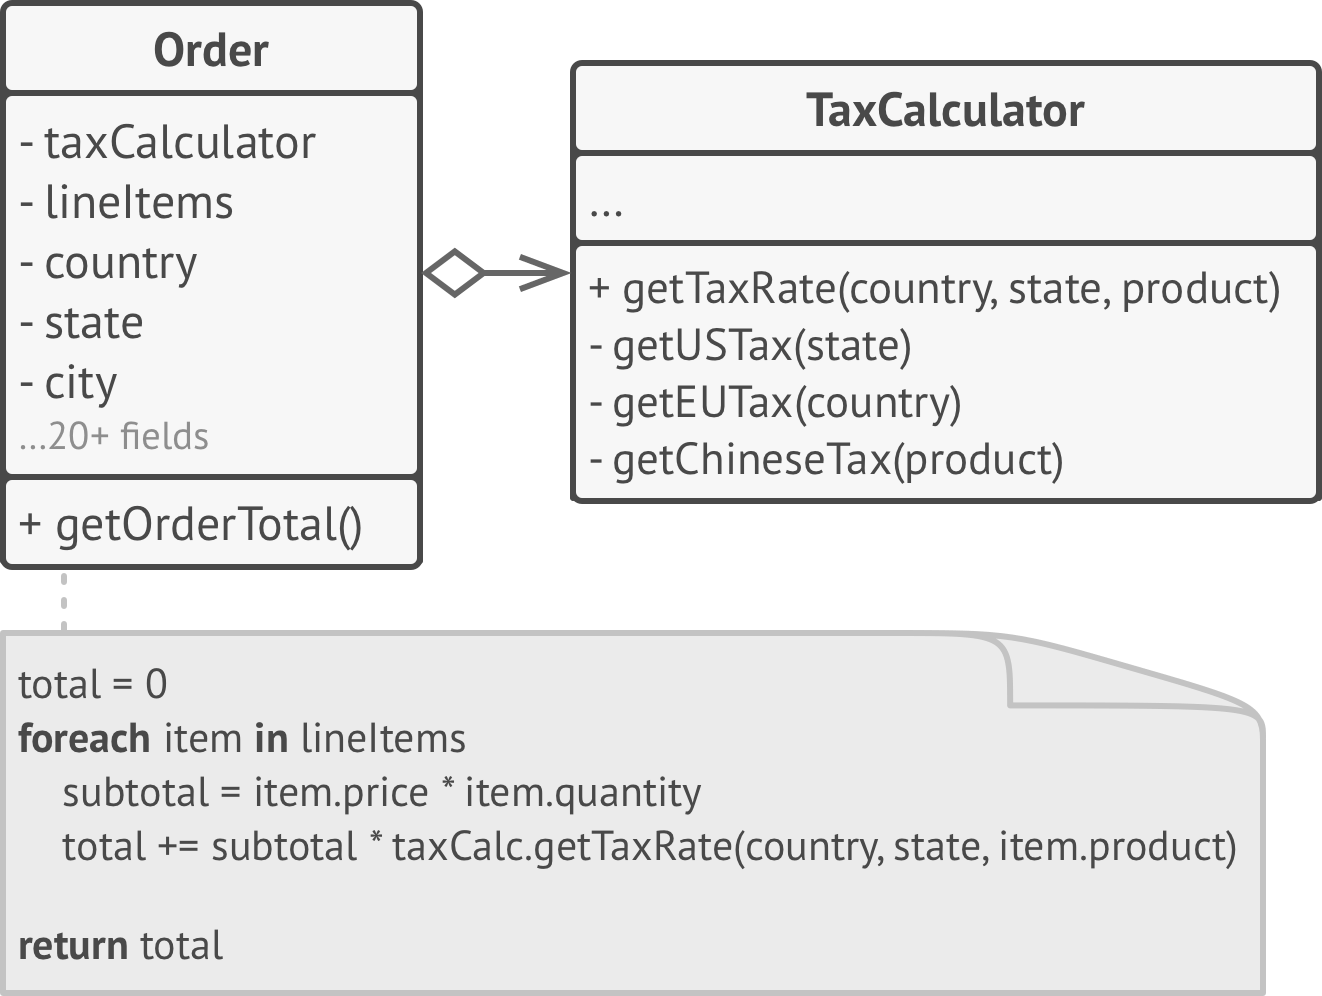 Order
- taxCalculator
- lineItems
- country
- state
- city
...20+ fields
+ getOrderTotal()
TaxCalculator
...
+ getTaxRate(country, state, product)
- getUSTax(state)
- getEUTax(country)
- getChineseTax(product)
total = 0
foreach item in lineItems
subtotal = item.price * item.quantity
total += subtotal * taxCalc.getTaxRate(country, state, item.product)
return total